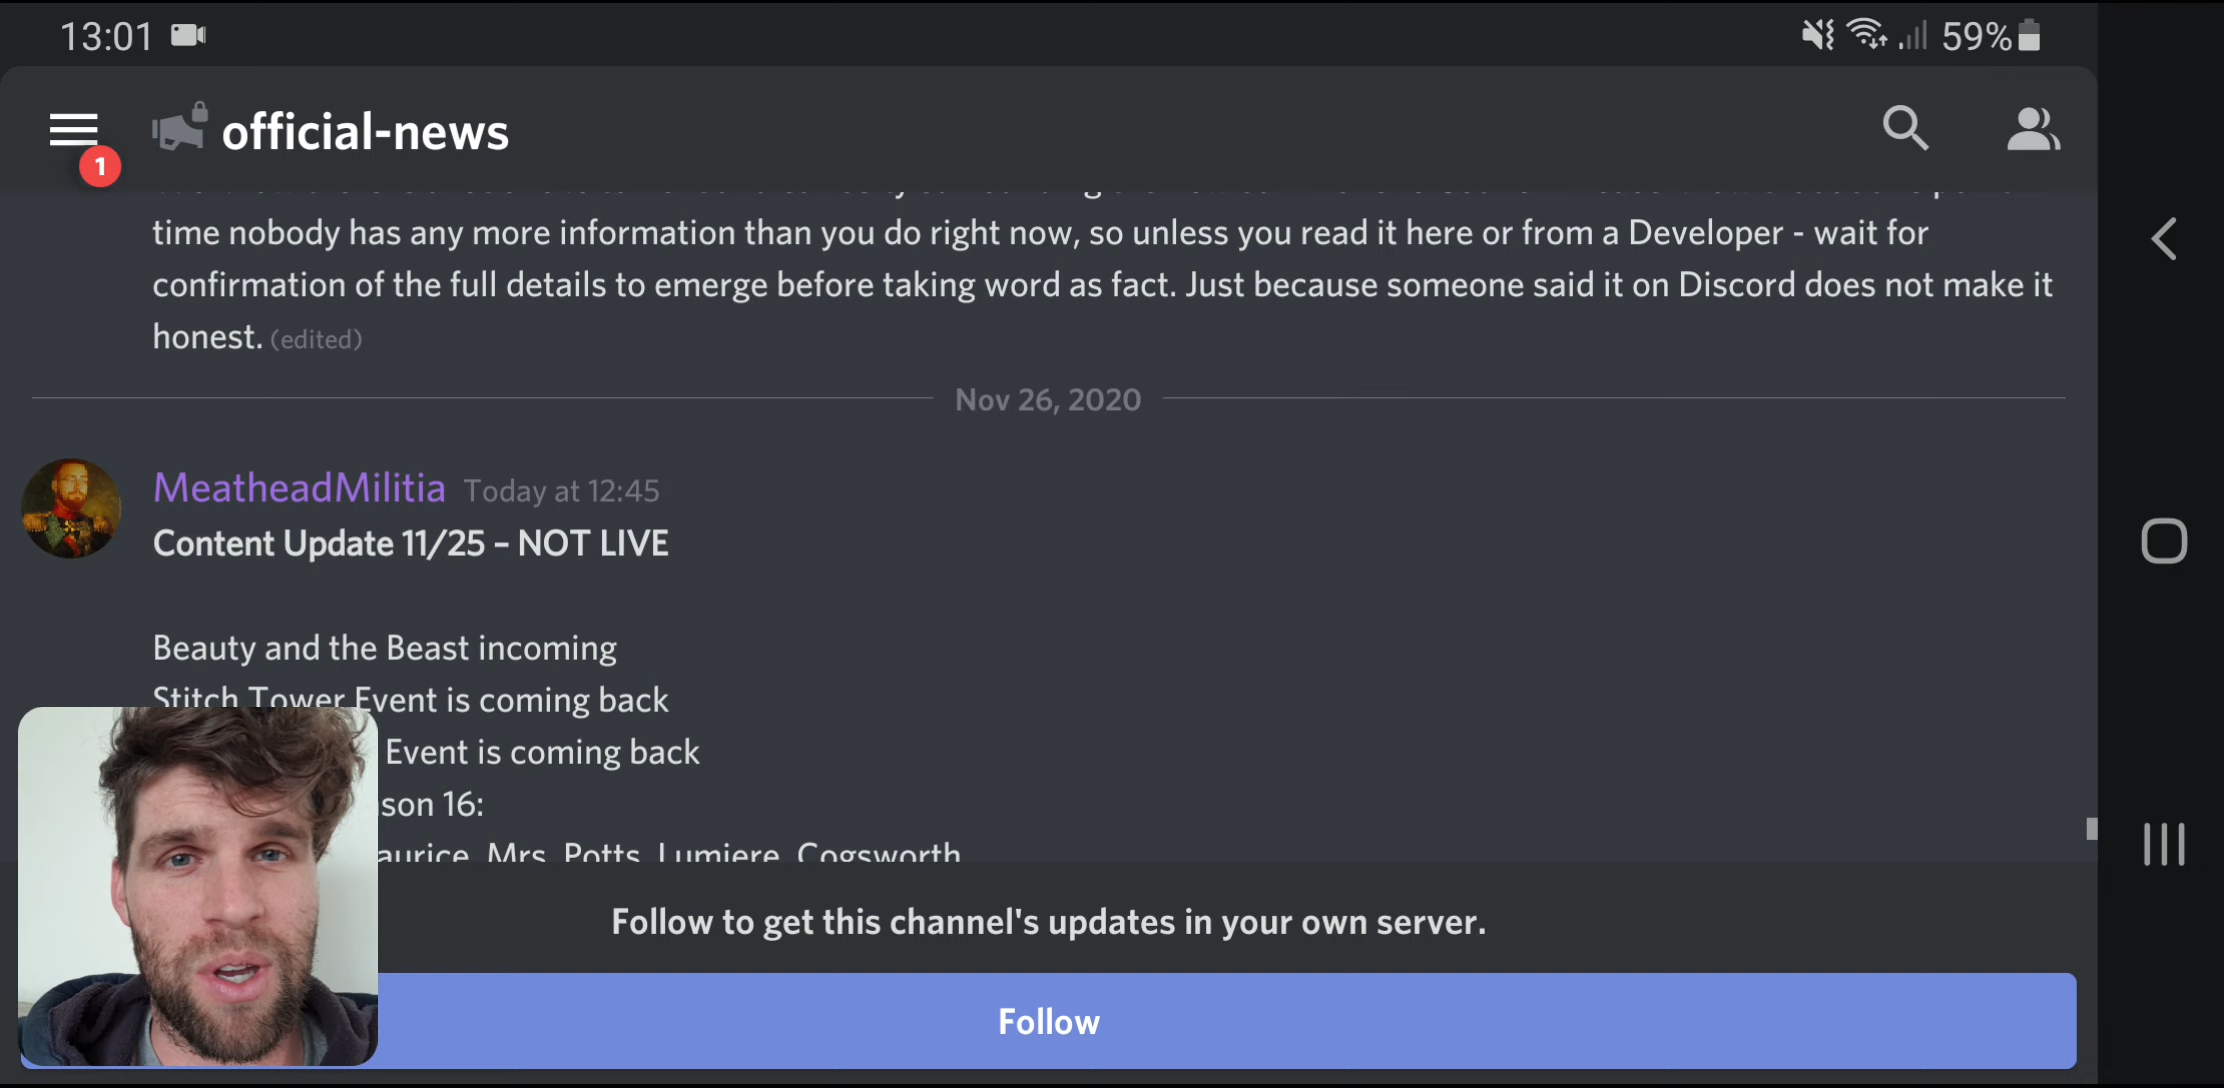 13:01
59%
official-news
1
time nobody has any more information than you do right now, so unless you read it here or from a Developer - wait for
confirmation of the full details to emerge before taking word as fact. Just because someone said it on Discord does not make it
honest. (edited)
Nov 26, 2020
MeatheadMilitia Today at 12:45
Content Update 11/25 – NOT LIVE
Beauty and the Beast incoming
Stitch Tower Event is coming back
Event is coming back
son 16:
aurice, Mrs. Potts, Lumiere, Cogsworth
Follow to get this channel's updates in your own server.
Follow